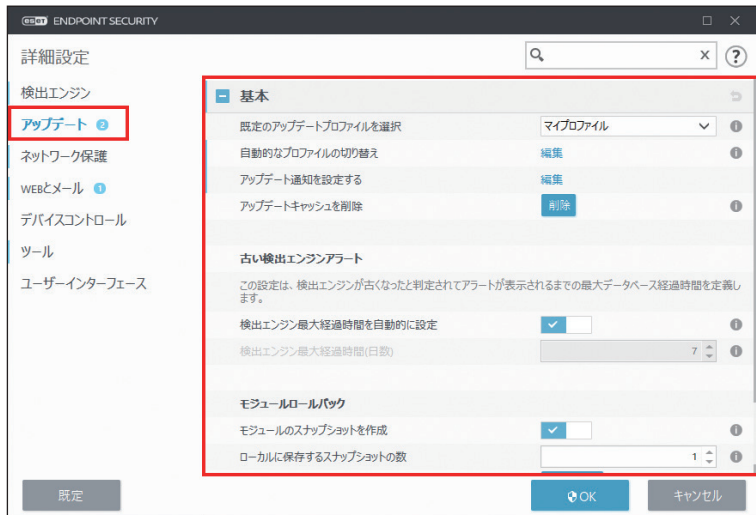 eset ENDPOINT SECURITY
詳細設定
x
?
検出エンジン
アップデート 2
ネットワーク保護
WEBとメール 1
デバイスコントロール
ツール
ユーザーインターフェース
基本
既定のアップデートプロファイルを選択 マイプロファイル
自動的なプロファイルの切り替え 編集
アップデート通知を設定する 編集
アップデートキャッシュを削除 削除
古い検出エンジンアラート
この設定は、検出エンジンが古くなったと判定されてアラートが表示されるまでの最大データベース経過時間を定義し
ます。
検出エンジン最大経過時間を自動的に設定
検出エンジン最大経過時間(日数) 7
モジュールロールバック
モジュールのスナップショットを作成
ローカルに保存するスナップショットの数 1
既定
OK
キャンセル